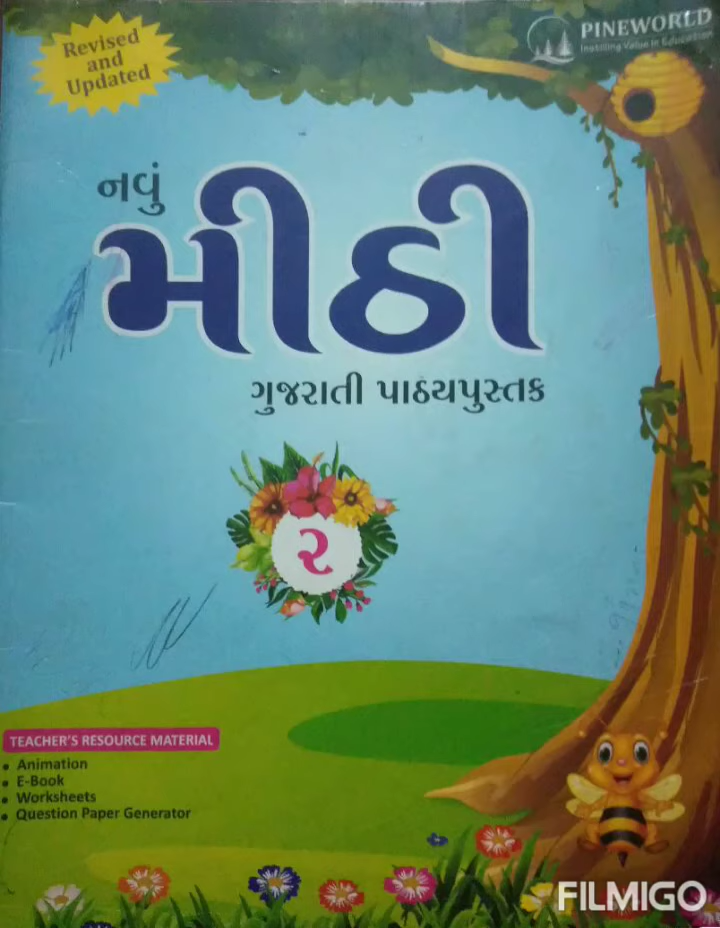 Revised
and
Updated
PINEWORLD
Instilling Value in Education
નવું
મીઠી
ગુજરાતી પાઠ્યપુસ્તક
૨
TEACHER'S RESOURCE MATERIAL
• Animation
• E-Book
• Worksheets
• Question Paper Generator
FILMIGO